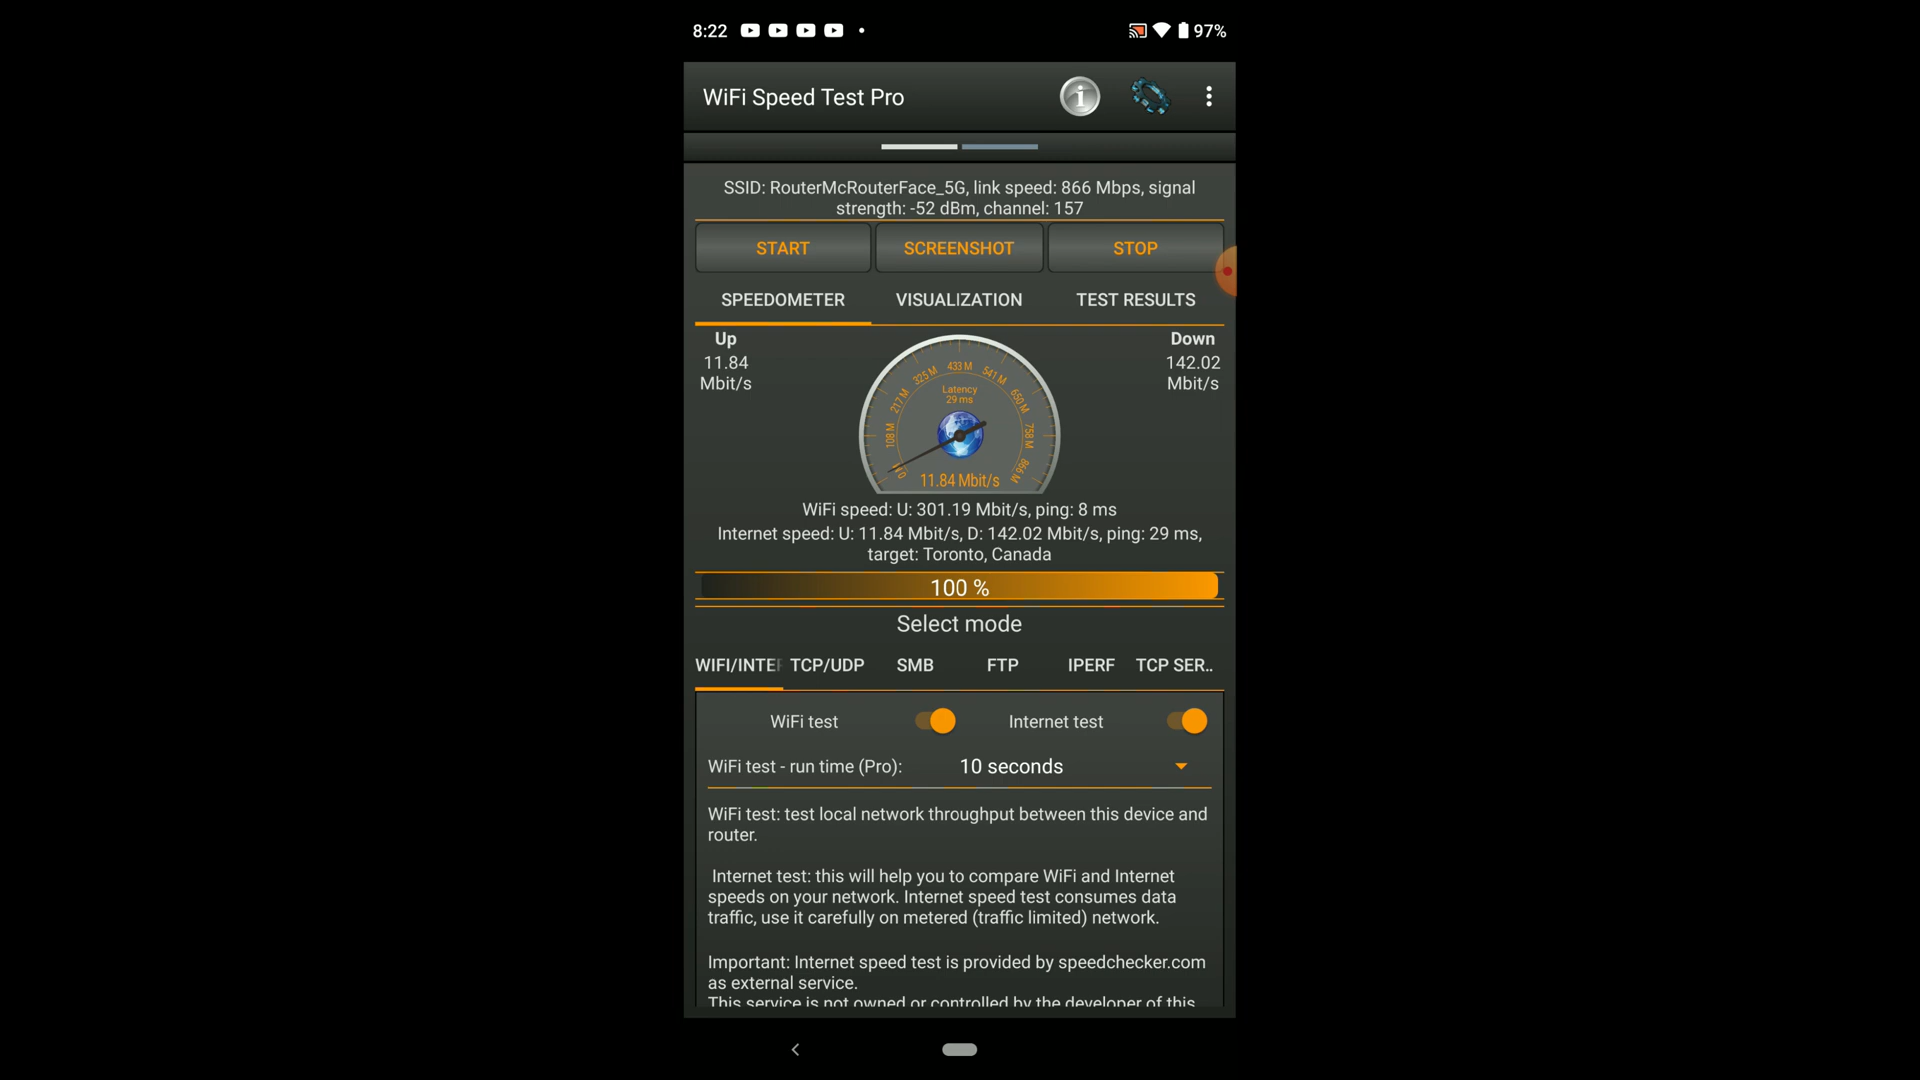 8:22
97%
WiFi Speed Test Pro
SSID: RouterMcRouterFace_5G, link speed: 866 Mbps, signal
strength: -52 dBm, channel: 157
START
SCREENSHOT
STOP
SPEEDOMETER
VISUALIZATION
TEST RESULTS
Up
11.84
Mbit/s
Down
142.02
Mbit/s
108 M
217 M
325 M
433 M
541 M
650 M
758 M
866 M
Latency
29 ms
11.84 Mbit/s
WiFi speed: U: 301.19 Mbit/s, ping: 8 ms
Internet speed: U: 11.84 Mbit/s, D: 142.02 Mbit/s, ping: 29 ms,
target: Toronto, Canada
100 %
Select mode
WIFI/INTE
TCP/UDP
SMB
FTP
IPERF
TCP SER..
WiFi test
Internet test
WiFi test - run time (Pro):
10 seconds
WiFi test: test local network throughput between this device and
router.
Internet test: this will help you to compare WiFi and Internet
speeds on your network. Internet speed test consumes data
traffic, use it carefully on metered (traffic limited) network.
Important: Internet speed test is provided by speedchecker.com
as external service.
This service is not owned or controlled by the developer of this